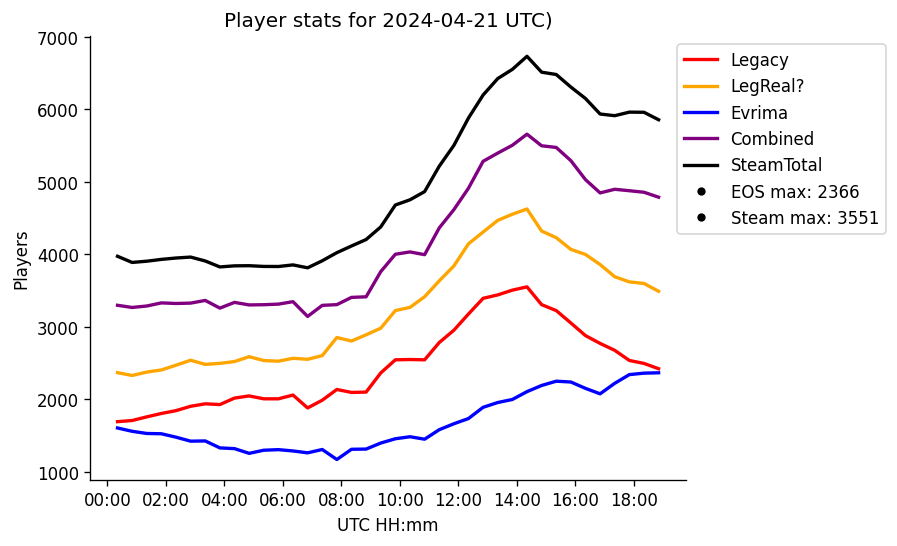 Player stats for 2024-04-21 UTC)
7000
6000
5000
4000
3000
2000
1000
Players
00:00 02:00 04:00 06:00 08:00 10:00 12:00 14:00 16:00 18:00
UTC HH:mm
Legacy
LegReal?
Evrima
Combined
SteamTotal
EOS max: 2366
Steam max: 3551